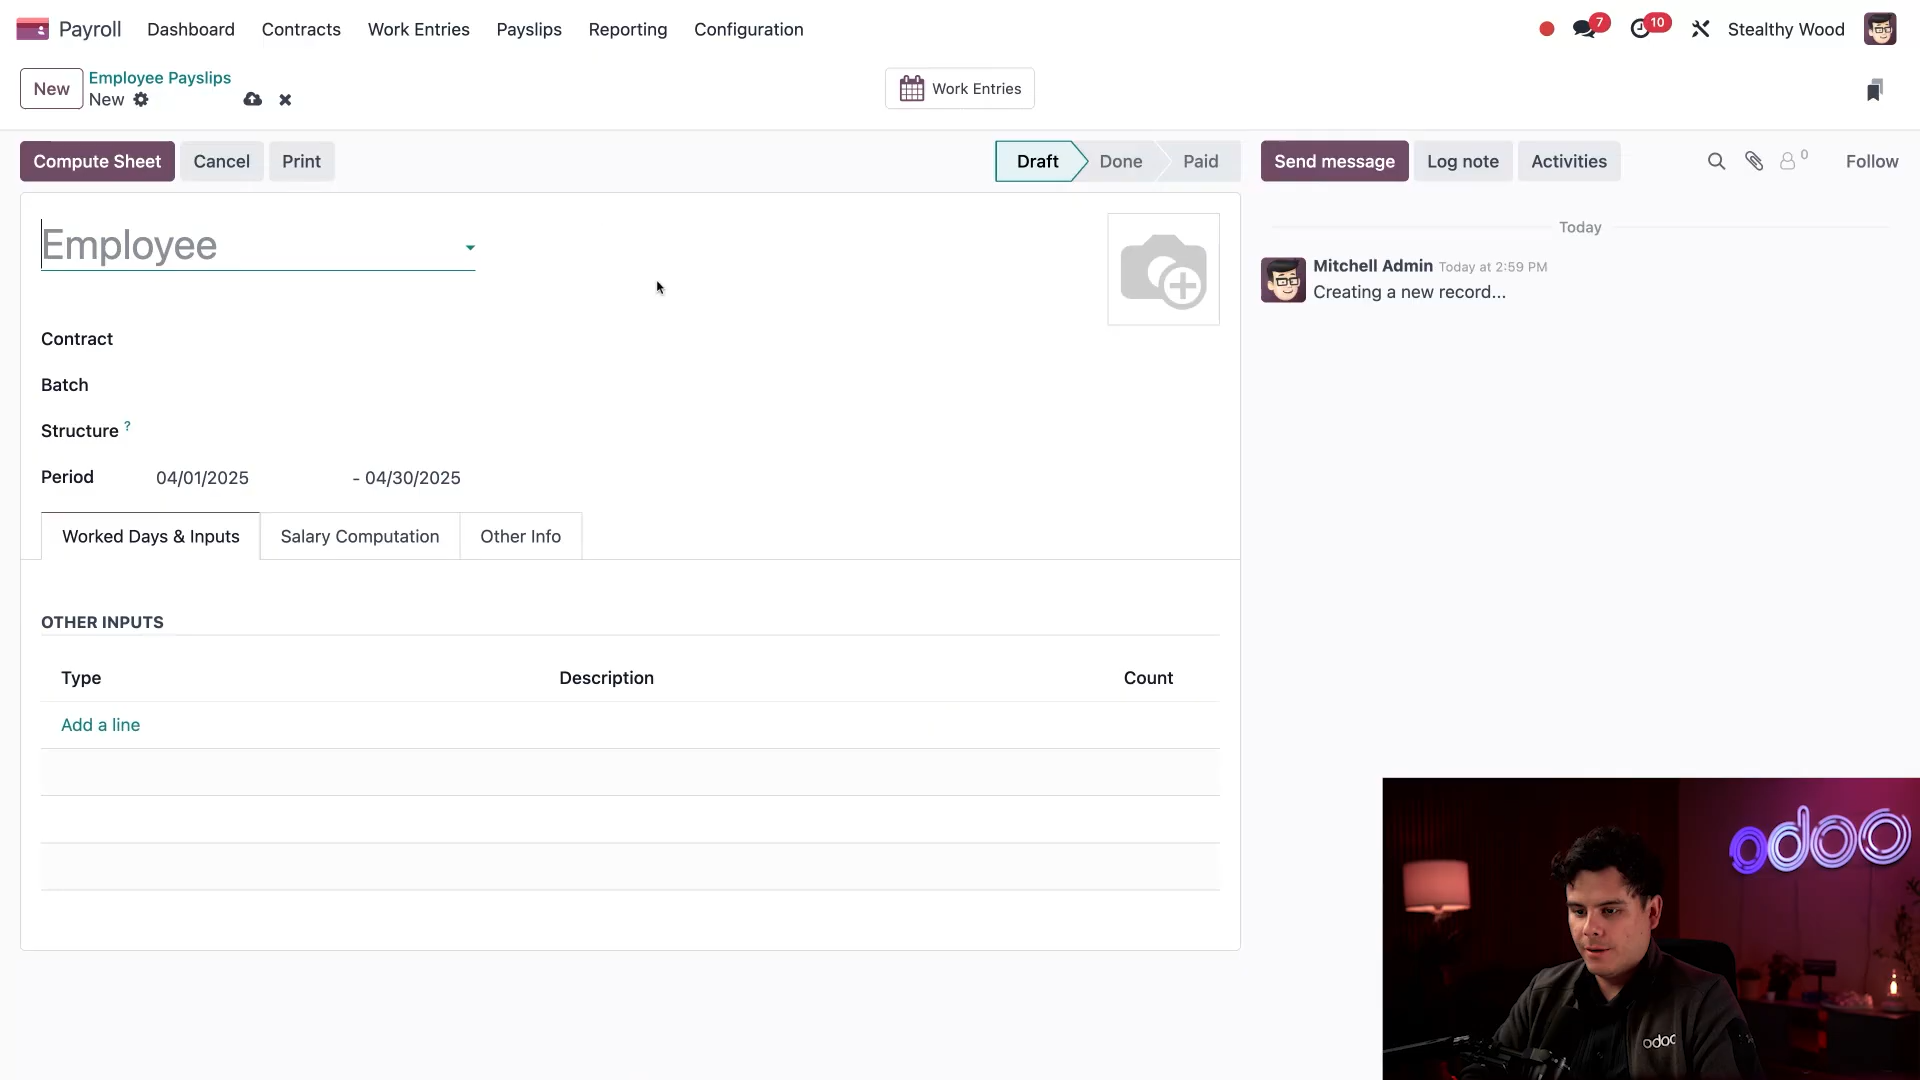 Payroll Dashboard Contracts Work Entries Payslips Reporting Configuration 7 10 Stealthy Wood
New Employee Payslips
New
Work Entries
Compute Sheet Cancel Print Draft Done Paid Send message Log note Activities 0 Follow
Employee
Today
Mitchell Admin Today at 2:59 PM
Creating a new record...
Contract
Batch
Structure ?
Period 04/01/2025 - 04/30/2025
Worked Days & Inputs Salary Computation Other Info
OTHER INPUTS
Type Description Count
Add a line
odoo
odoo